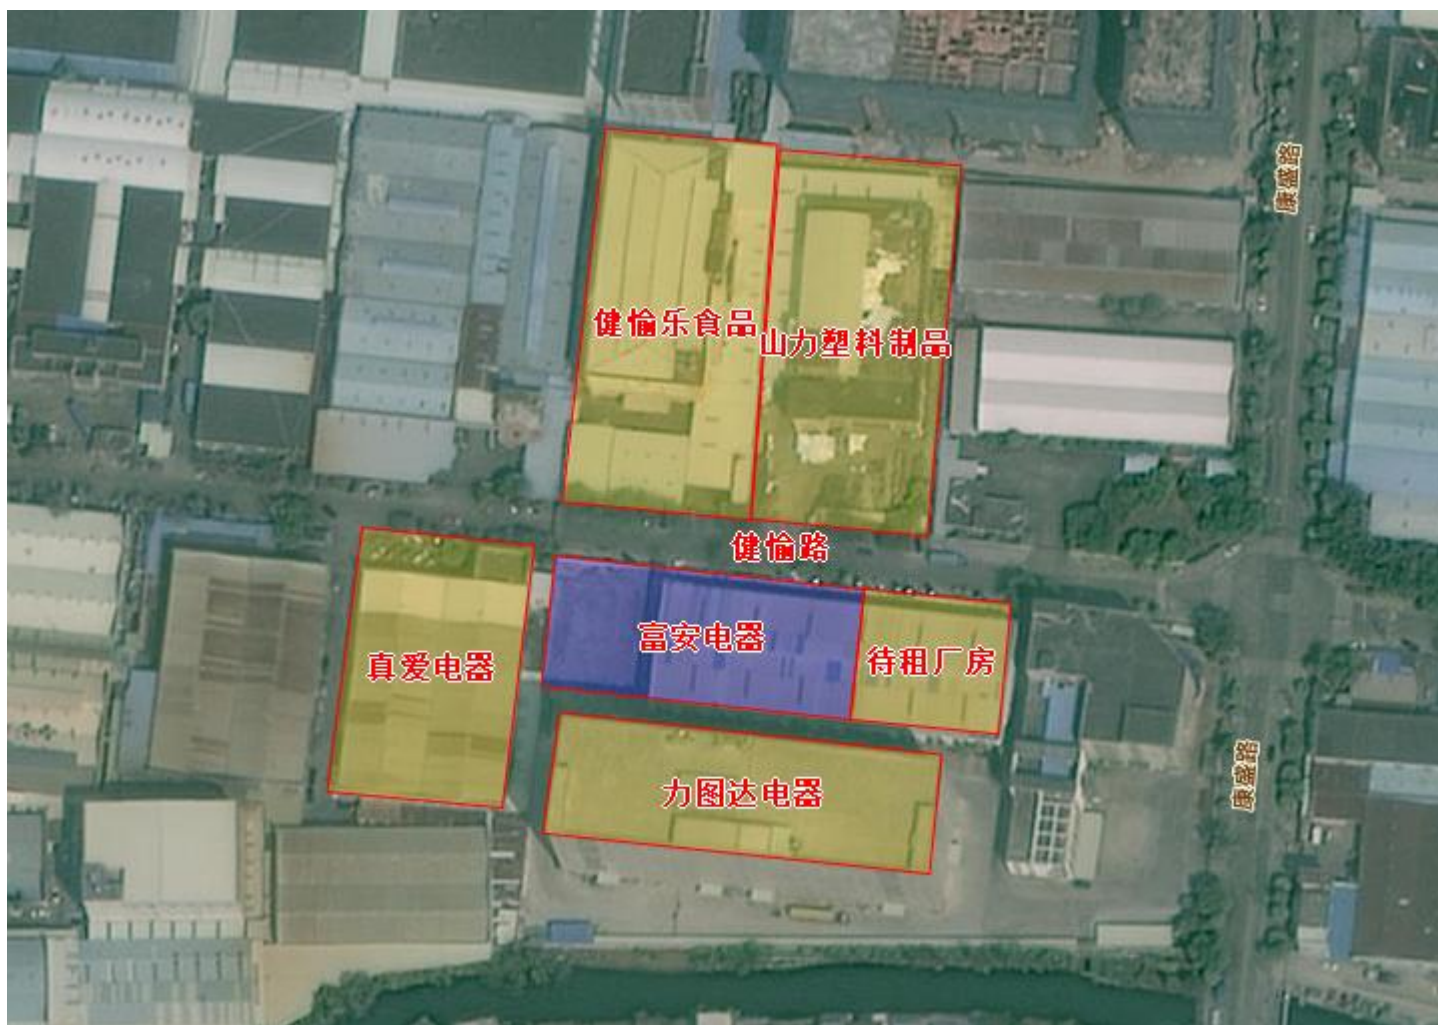 康盛路
健愉乐食品
山力塑料制品
健愉路
富安电器
真爱电器
待租厂房
力图达电器
康盛路